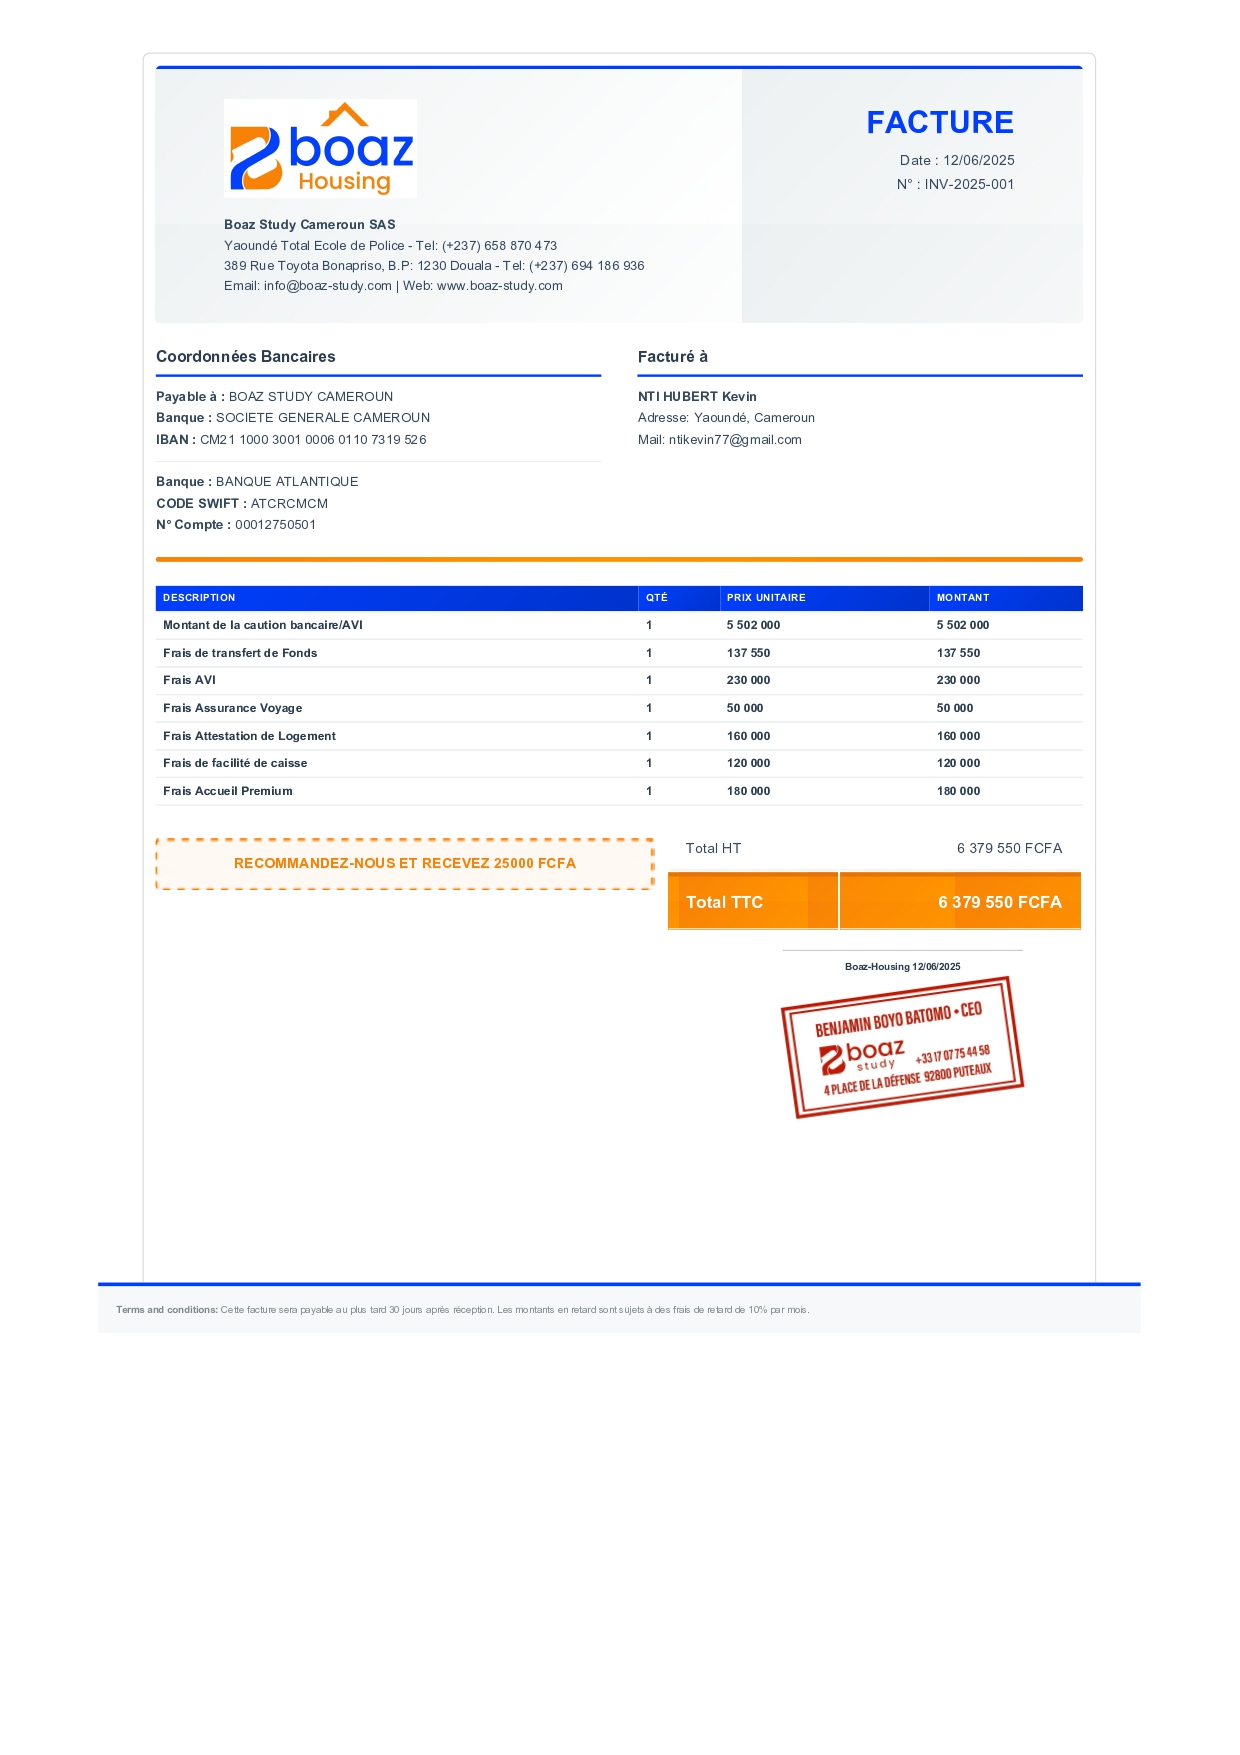 boaz
Housing
FACTURE
Date : 12/06/2025
N° : INV-2025-001
Boaz Study Cameroun SAS
Yaoundé Total Ecole de Police - Tel: (+237) 658 870 473
389 Rue Toyota Bonapriso, B.P: 1230 Douala - Tel: (+237) 694 186 936
Email: info@boaz-study.com | Web: www.boaz-study.com
Coordonnées Bancaires
Payable à : BOAZ STUDY CAMEROUN
Banque : SOCIETE GENERALE CAMEROUN
IBAN : CM21 1000 3001 0006 0110 7319 526
Banque : BANQUE ATLANTIQUE
CODE SWIFT : ATCRCMCM
N° Compte : 00012750501
Facturé à
NTI HUBERT Kevin
Adresse: Yaoundé, Cameroun
Mail: ntikevin77@gmail.com
DESCRIPTION QTÉ PRIX UNITAIRE MONTANT
Montant de la caution bancaire/AVI 1 5 502 000 5 502 000
Frais de transfert de Fonds 1 137 550 137 550
Frais AVI 1 230 000 230 000
Frais Assurance Voyage 1 50 000 50 000
Frais Attestation de Logement 1 160 000 160 000
Frais de facilité de caisse 1 120 000 120 000
Frais Accueil Premium 1 180 000 180 000
RECOMMANDEZ-NOUS ET RECEVEZ 25000 FCFA
Total HT 6 379 550 FCFA
Total TTC 6 379 550 FCFA
Boaz-Housing 12/06/2025
BENJAMIN BOYO BATOMO • CEO
boaz
study
+33 17 07 75 44 58
4 PLACE DE LA DÉFENSE 92800 PUTEAUX
Terms and conditions: Cette facture sera payable au plus tard 30 jours après réception. Les montants en retard sont sujets à des frais de retard de 10% par mois.